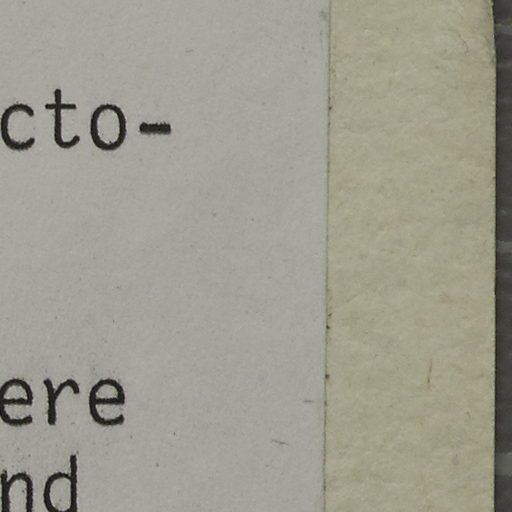 cto-
ere
nd